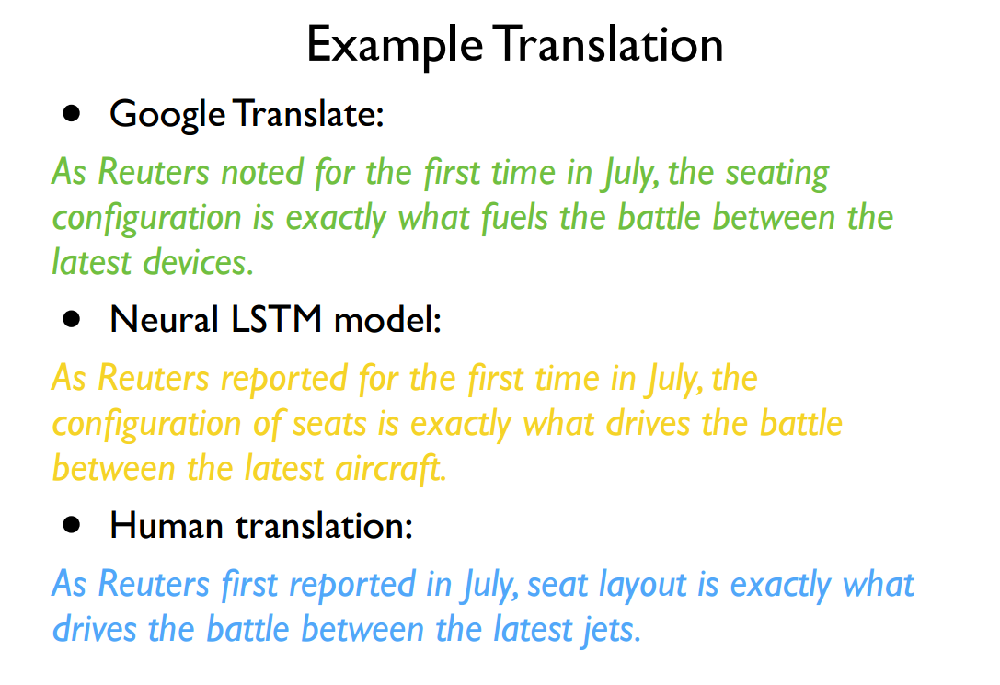 Example Translation
• Google Translate:
As Reuters noted for the first time in July, the seating
configuration is exactly what fuels the battle between the
latest devices.
• Neural LSTM model:
As Reuters reported for the first time in July, the
configuration of seats is exactly what drives the battle
between the latest aircraft.
• Human translation:
As Reuters first reported in July, seat layout is exactly what
drives the battle between the latest jets.